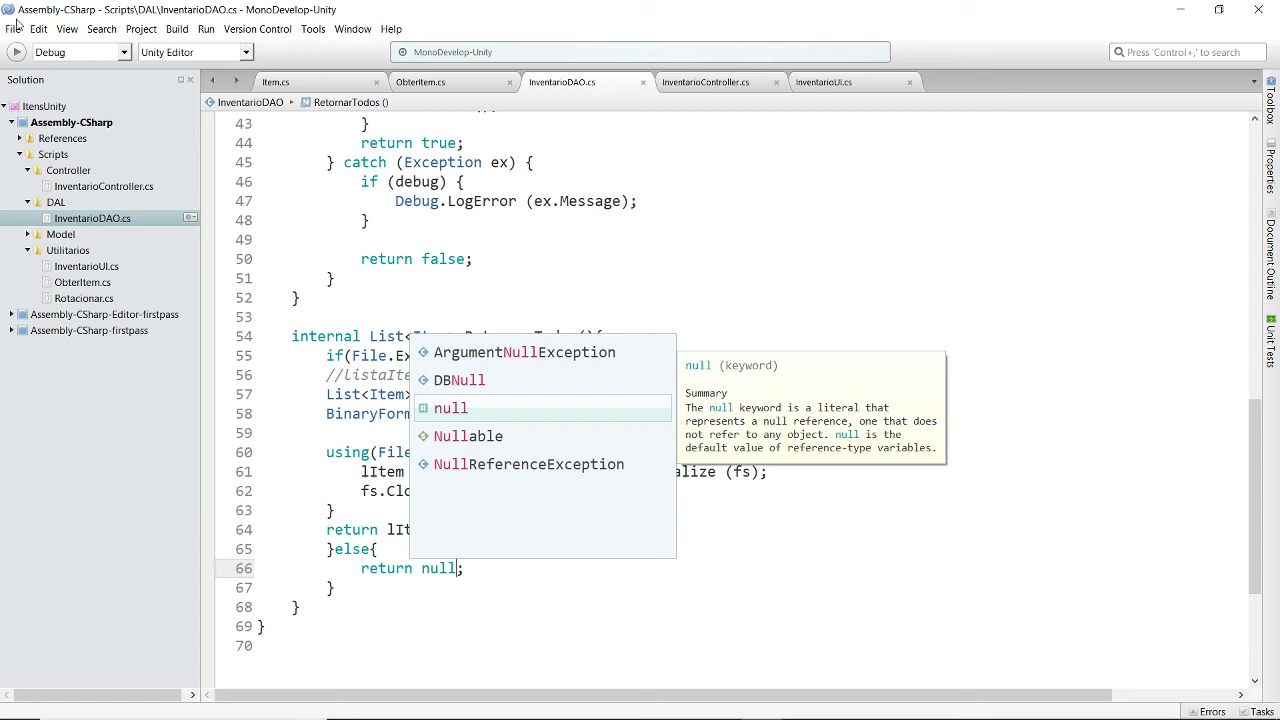 Assembly-CSharp - Scripts\DAL\InventarioDAO.cs - MonoDevelop-Unity
File Edit View Search Project Build Run Version Control Tools Window Help
Debug Unity Editor MonoDevelop-Unity Press 'Control+,' to search
Solution
Item.cs ObterItem.cs InventarioDAO.cs InventarioController.cs InventarioUI.cs
InventarioDAO RetornarTodos ()
ItensUnity
Assembly-CSharp
References
Scripts
Controller
InventarioController.cs
DAL
InventarioDAO.cs
Model
Utilitarios
InventarioUI.cs
ObterItem.cs
Rotacionar.cs
Assembly-CSharp-Editor-firstpass
Assembly-CSharp-firstpass
43 }
44 return true;
45 } catch (Exception ex) {
46 if (debug) {
47 Debug.LogError (ex.Message);
48 }
49
50 return false;
51 }
52 }
53
54 internal List<
55 if(File.Ex
56 //listaIte
57 List<Item>
58 BinaryForm
59
60 using(File
61 lItem alize (fs);
62 fs.Clo
63 }
64 return lIt
65 }else{
66 return null;
67 }
68 }
69 }
70
ArgumentNullException
DBNull
null
Nullable
NullReferenceException
null (keyword)
Summary
The null keyword is a literal that
represents a null reference, one that does
not refer to any object. null is the
default value of reference-type variables.
Toolbox
Properties
Document Outline
Unit Tests
Errors Tasks